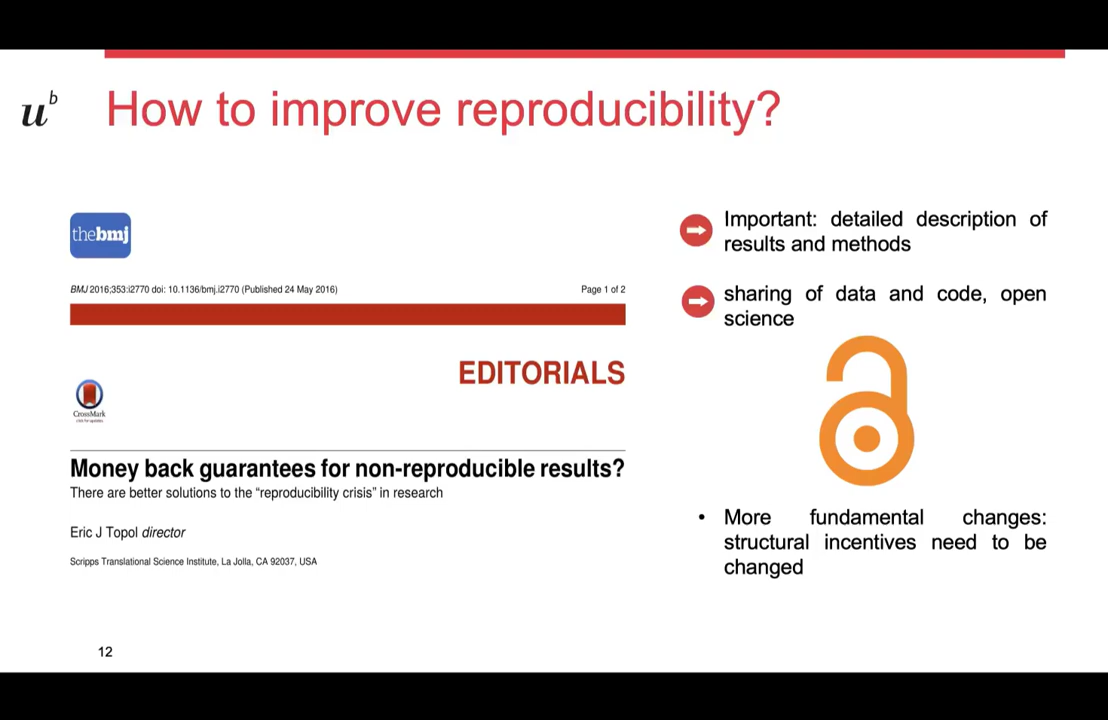 u^b
How to improve reproducibility?
thebmj
BMJ 2016;353:i2770 doi: 10.1136/bmj.i2770 (Published 24 May 2016)
Page 1 of 2
EDITORIALS
CrossMark
Money back guarantees for non-reproducible results?
There are better solutions to the “reproducibility crisis” in research
Eric J Topol director
Scripps Translational Science Institute, La Jolla, CA 92037, USA
Important: detailed description of
results and methods
sharing of data and code, open
science
• More fundamental changes:
structural incentives need to be
changed
12